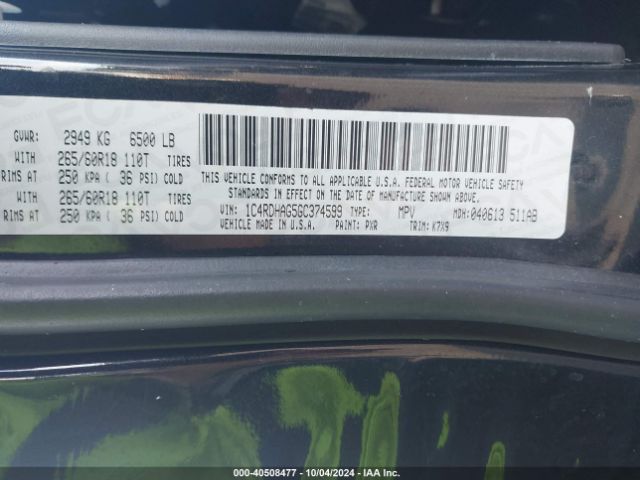 GVWR: 2949 KG 6500 LB
WITH 265/60R18 110T TIRES
RIMS AT 250 KPA ( 36 PSI) COLD
WITH 265/60R18 110T TIRES
RIMS AT 250 KPA ( 36 PSI) COLD
THIS VEHICLE CONFORMS TO ALL APPLICABLE U.S.A. FEDERAL MOTOR VEHICLE SAFETY
STANDARDS IN EFFECT ON THE DATE OF MANUFACTURE SHOWN ABOVE.
VIN: 1C4RDHAG5GC374599 TYPE: MPV MDH: 040613 511AB
VEHICLE MADE IN U.S.A. PAINT: PXR TRIM: K7X9
000-40508477 - 10/04/2024 - IAA Inc.